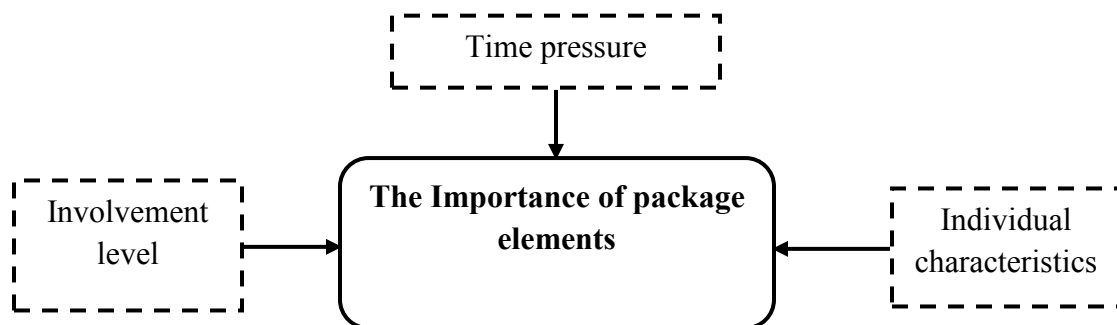 Time pressure
The Importance of package
elements
Involvement
level
Individual
characteristics